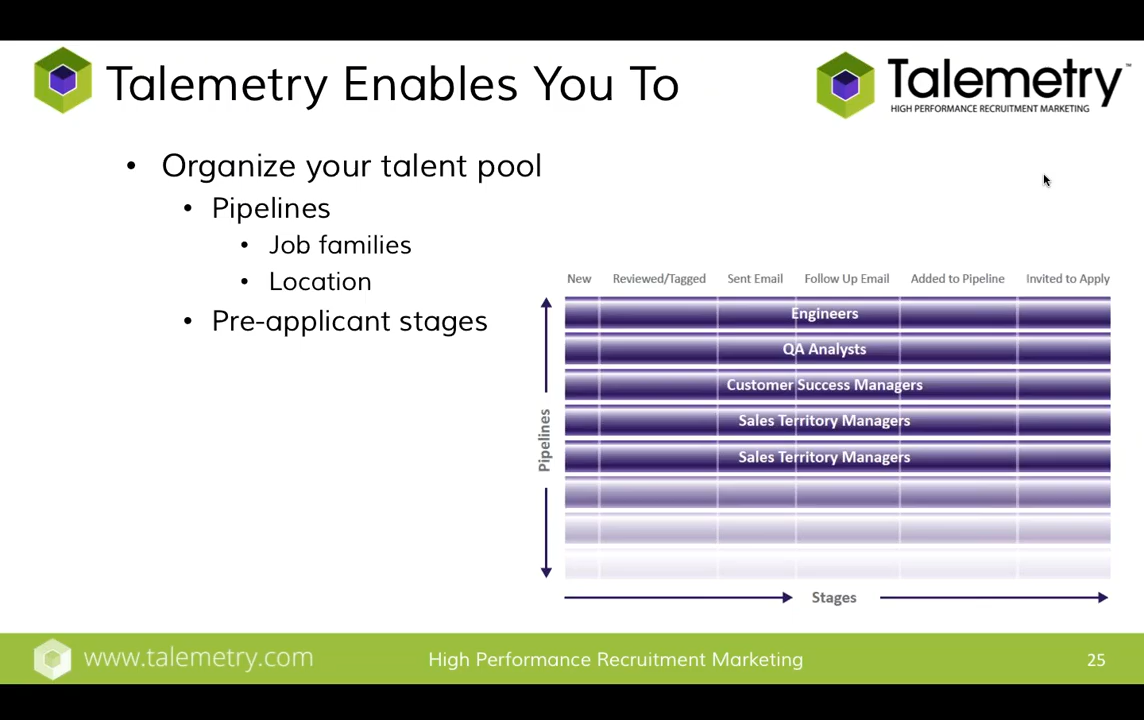 Talemetry Enables You To
Talemetry™
HIGH PERFORMANCE RECRUITMENT MARKETING
• Organize your talent pool
• Pipelines
• Job families
• Location
• Pre-applicant stages
New Reviewed/Tagged Sent Email Follow Up Email Added to Pipeline Invited to Apply
Engineers
QA Analysts
Customer Success Managers
Sales Territory Managers
Sales Territory Managers
Pipelines
Stages
www.talemetry.com High Performance Recruitment Marketing 25